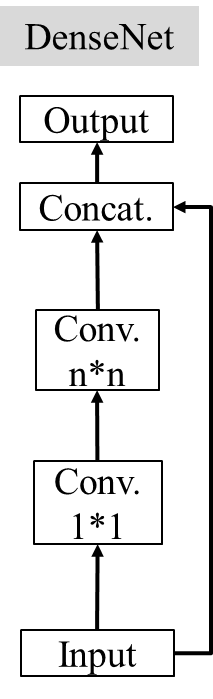 DenseNet
Output
Concat.
Conv.
n*n
Conv.
1*1
Input